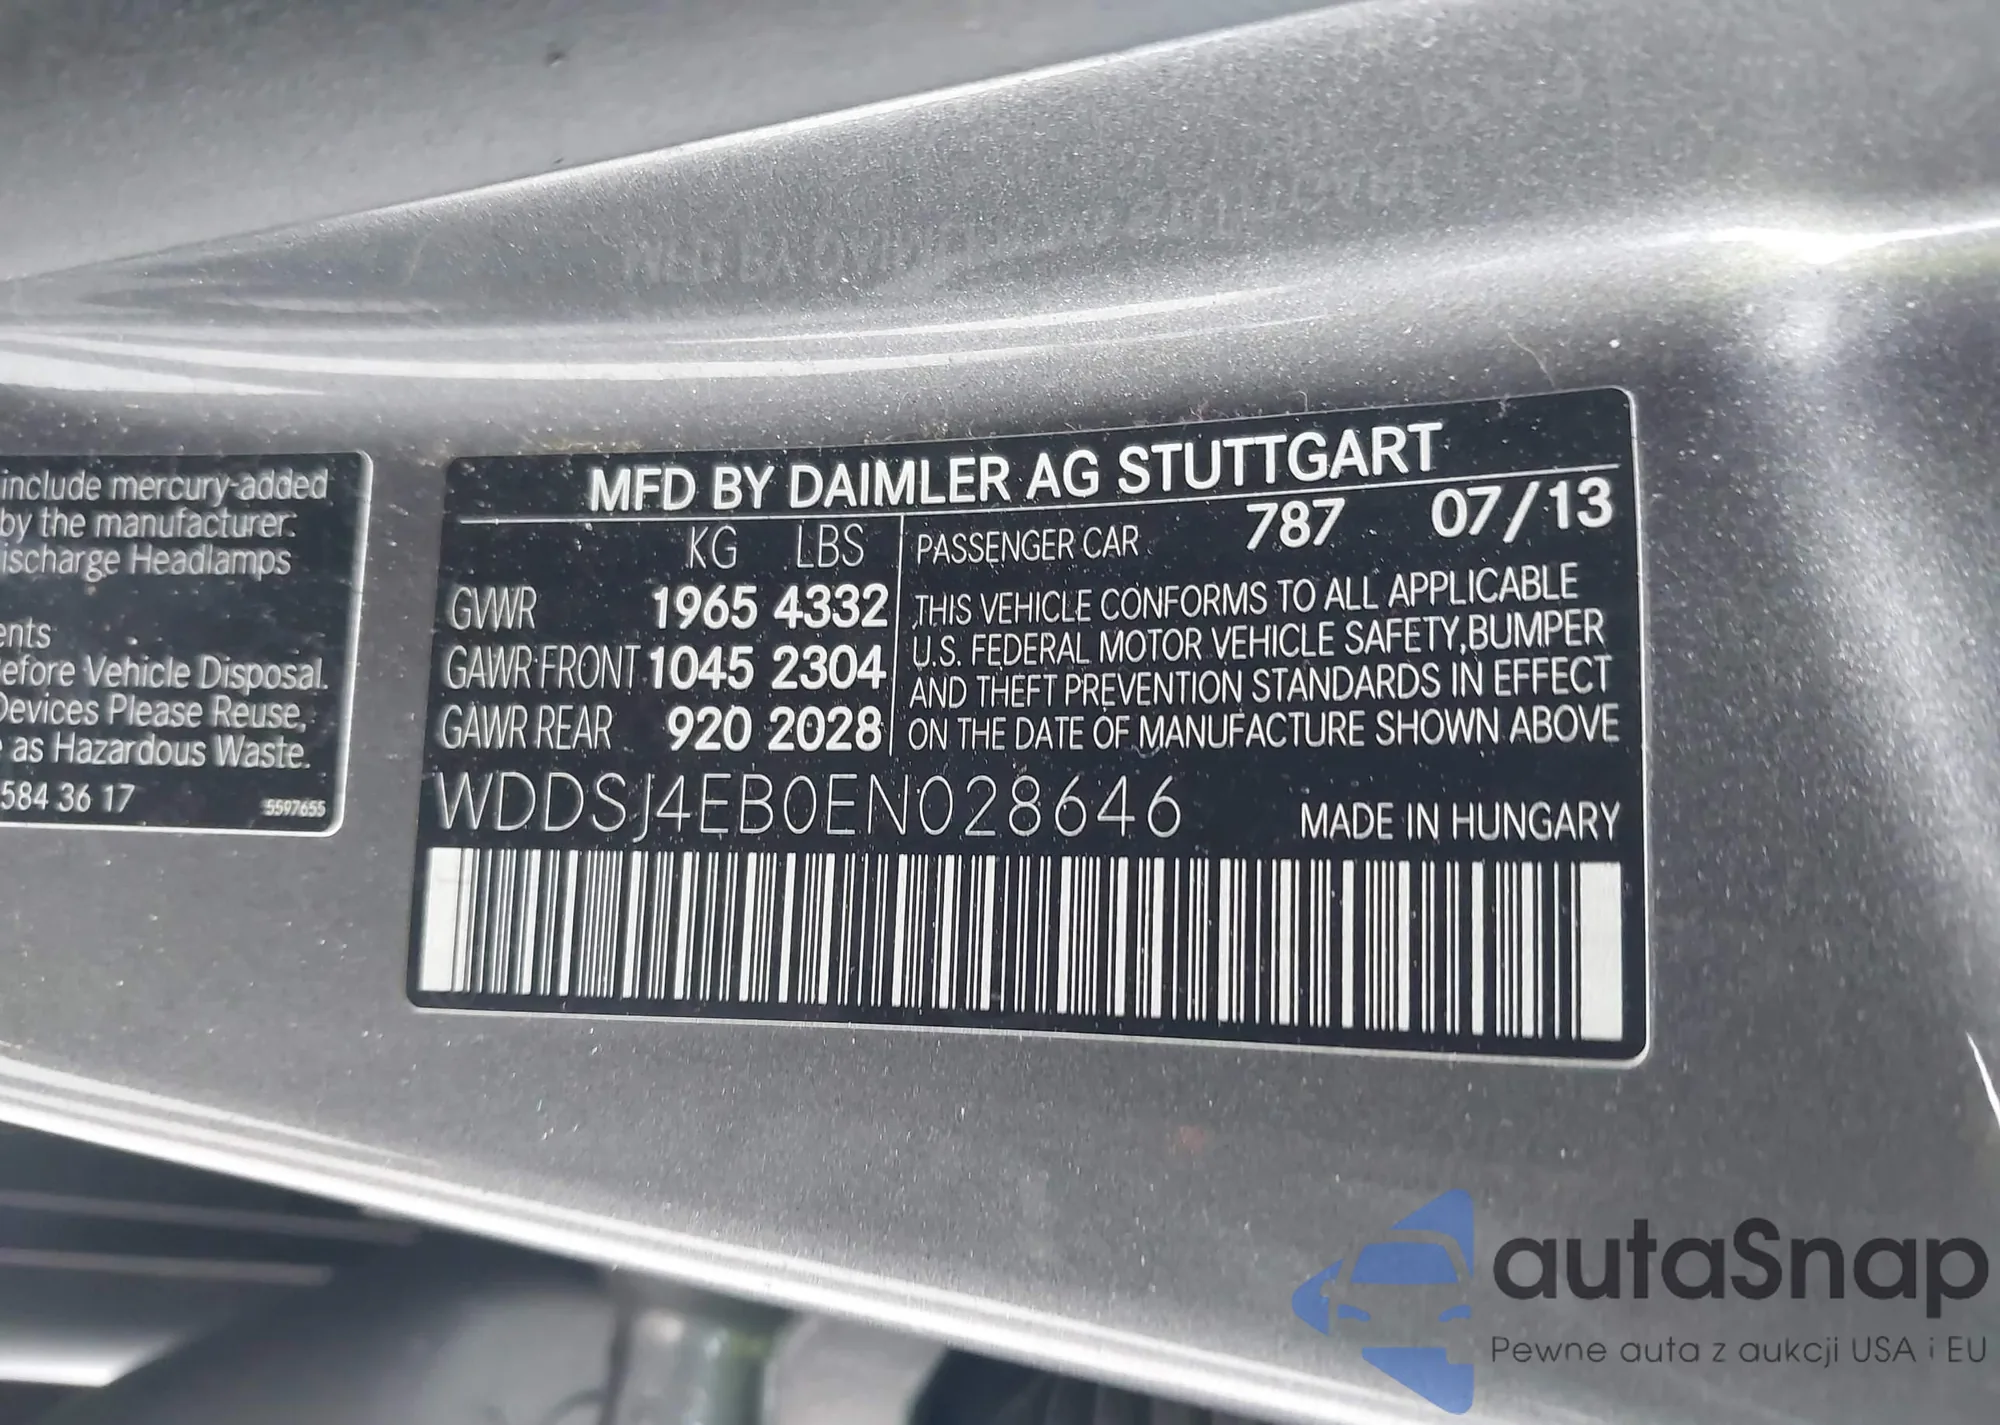 include mercury-added
by the manufacturer:
ischarge Headlamps
ents
Before Vehicle Disposal.
Devices Please Reuse,
as Hazardous Waste.
584 36 17
5597655
MFD BY DAIMLER AG STUTTGART
KG LBS
GVWR 1965 4332
GAWR FRONT 1045 2304
GAWR REAR 920 2028
PASSENGER CAR 787 07/13
THIS VEHICLE CONFORMS TO ALL APPLICABLE
U.S. FEDERAL MOTOR VEHICLE SAFETY,BUMPER
AND THEFT PREVENTION STANDARDS IN EFFECT
ON THE DATE OF MANUFACTURE SHOWN ABOVE
WDDSJ4EB0EN028646 MADE IN HUNGARY
autaSnap
Pewne auta z aukcji USA i EU